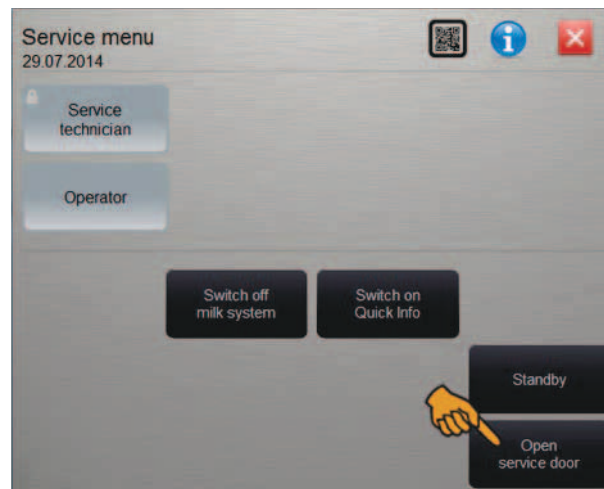 Service menu
29.07.2014
Service
technician
Operator
Switch off
milk system
Switch on
Quick Info
Standby
Open
service door